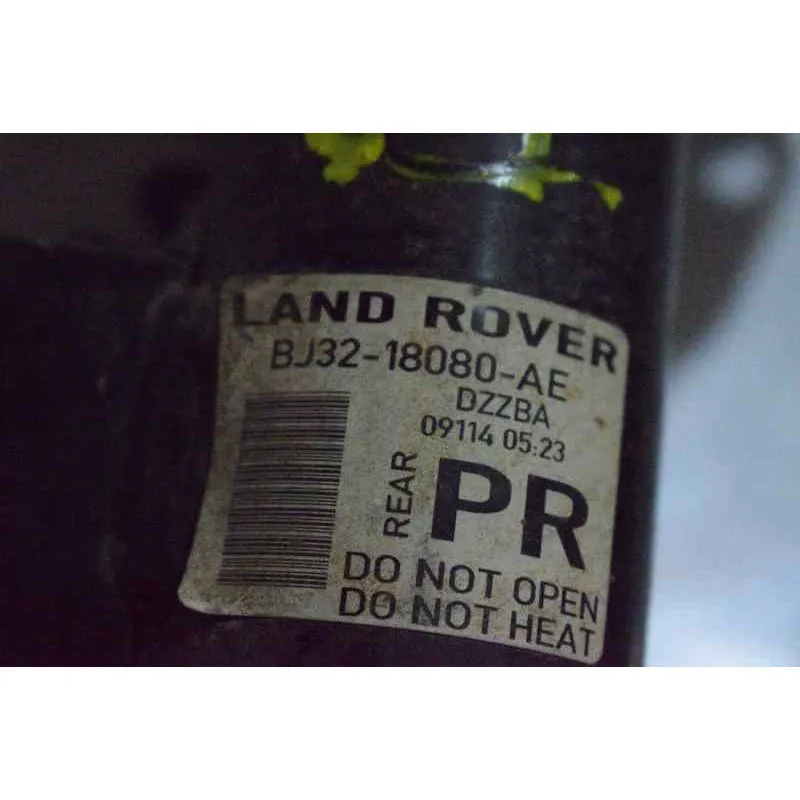 LAND ROVER
BJ32-18080-AE
DZZBA
09114 05:23
REAR
PR
DO NOT OPEN
DO NOT HEAT